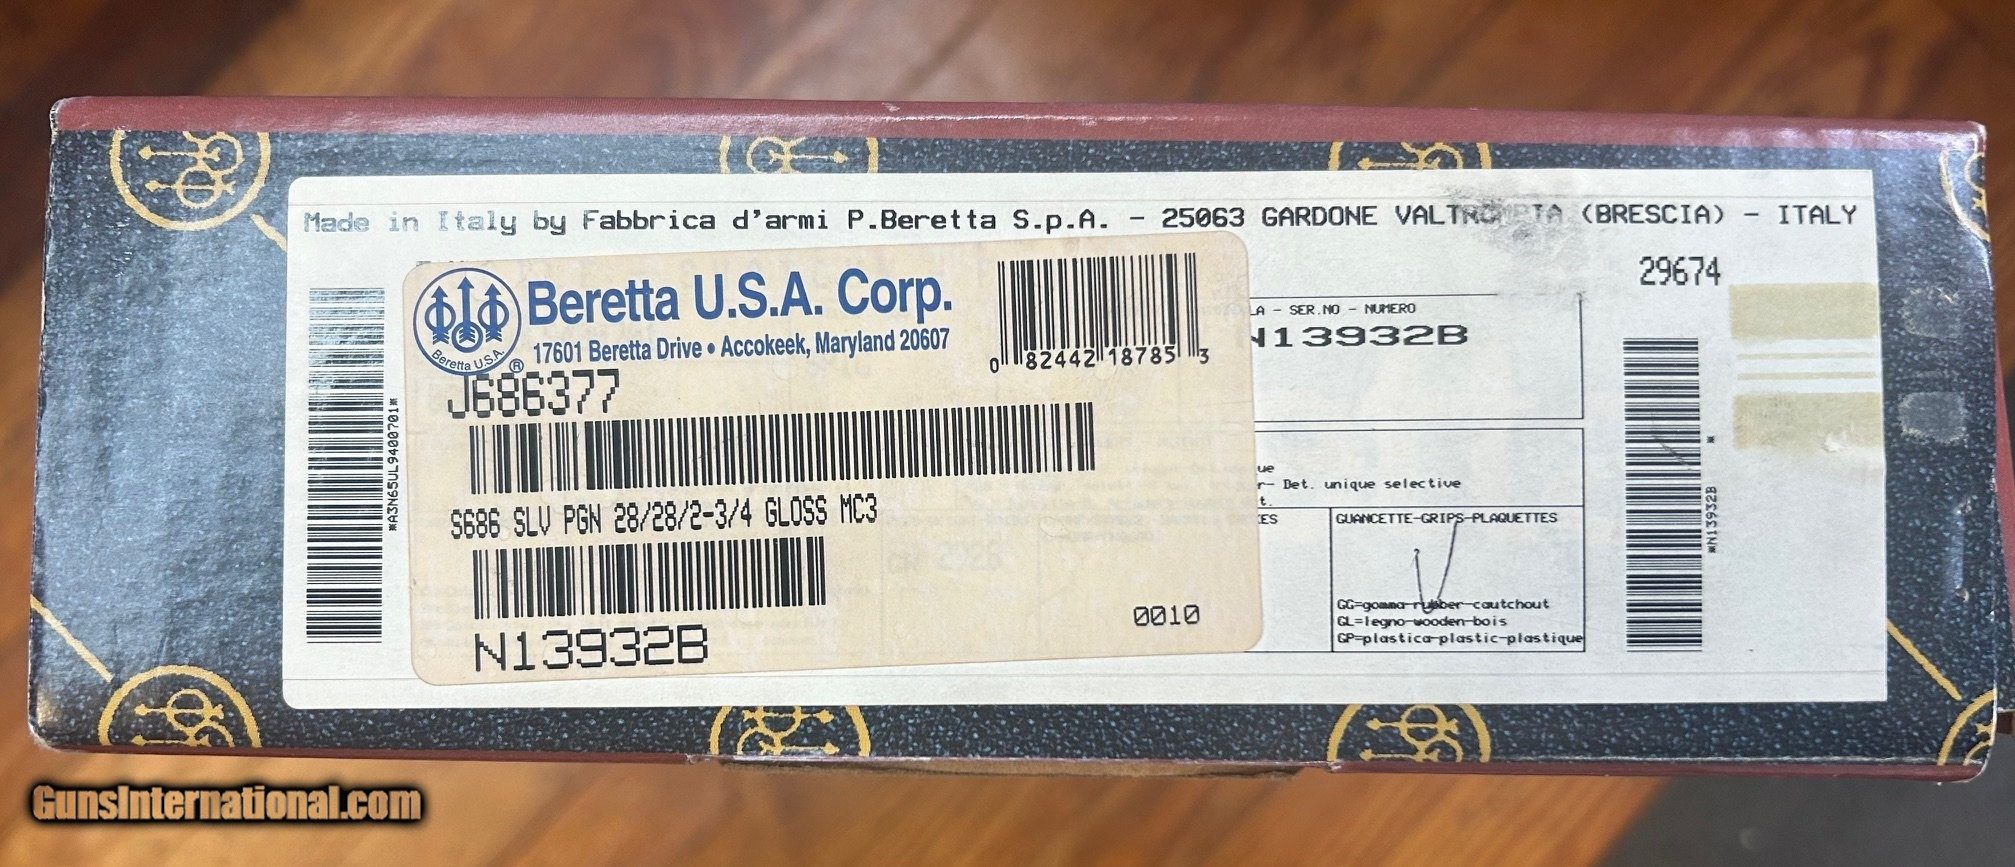 Made in Italy by Fabbrica d'armi P.Beretta S.p.A. - 25063 GARDONE (BRESCIA) - ITALY
29674
SER.NO - NUMERO
N13932B
Beretta U.S.A. Corp.
17601 Beretta Drive • Accokeek, Maryland 20607
Beretta U.S.A.
®
0 82442 18785 3
J686377
S686 SLV PGN 28/28/2-3/4 GLOSS MC3
N13932B
0010
*A3N65UL9400701*
Det. unique selective
GUANCETTE-GRIPS-PLAQUETTES
GG=gomma-rubber-cautchout
GL=legno-wooden-bois
GP=plastica-plastic-plastique
*N13932B *
GunsInternational.com